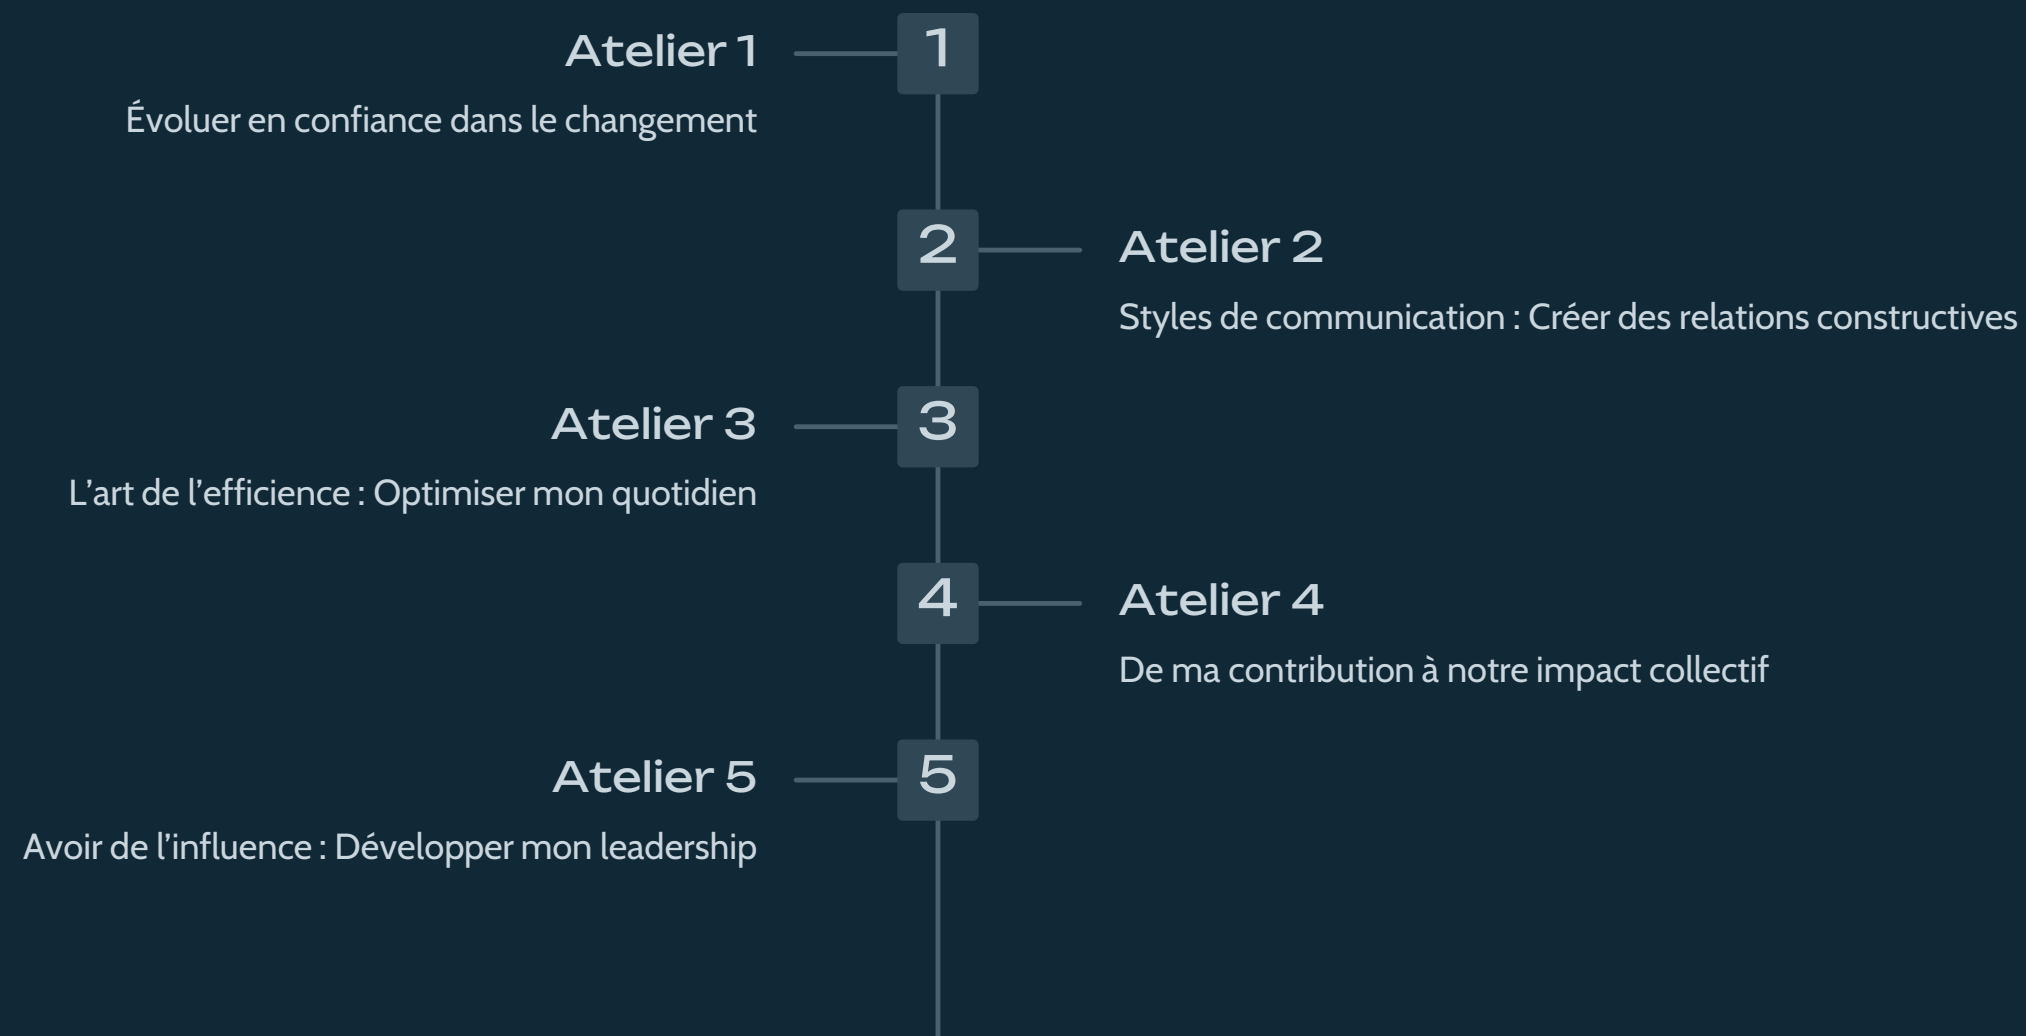 Atelier 1
1
Évoluer en confiance dans le changement
2
Atelier 2
Styles de communication : Créer des relations constructives
Atelier 3
3
L’art de l’efficience : Optimiser mon quotidien
4
Atelier 4
De ma contribution à notre impact collectif
Atelier 5
5
Avoir de l’influence : Développer mon leadership